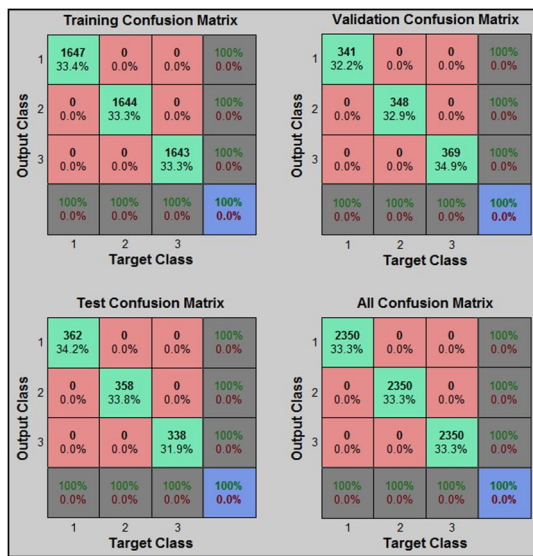 Training Confusion Matrix
Output Class
1 1647 0 0 100%
33.4% 0.0% 0.0% 0.0%
2 0 1644 0 100%
0.0% 33.3% 0.0% 0.0%
3 0 0 1643 100%
0.0% 0.0% 33.3% 0.0%
100% 100% 100% 100%
0.0% 0.0% 0.0% 0.0%
1 2 3
Target Class
Validation Confusion Matrix
Output Class
1 341 0 0 100%
32.2% 0.0% 0.0% 0.0%
2 0 348 0 100%
0.0% 32.9% 0.0% 0.0%
3 0 0 369 100%
0.0% 0.0% 34.9% 0.0%
100% 100% 100% 100%
0.0% 0.0% 0.0% 0.0%
1 2 3
Target Class
Test Confusion Matrix
Output Class
1 362 0 0 100%
34.2% 0.0% 0.0% 0.0%
2 0 358 0 100%
0.0% 33.8% 0.0% 0.0%
3 0 0 338 100%
0.0% 0.0% 31.9% 0.0%
100% 100% 100% 100%
0.0% 0.0% 0.0% 0.0%
1 2 3
Target Class
All Confusion Matrix
Output Class
1 2350 0 0 100%
33.3% 0.0% 0.0% 0.0%
2 0 2350 0 100%
0.0% 33.3% 0.0% 0.0%
3 0 0 2350 100%
0.0% 0.0% 33.3% 0.0%
100% 100% 100% 100%
0.0% 0.0% 0.0% 0.0%
1 2 3
Target Class